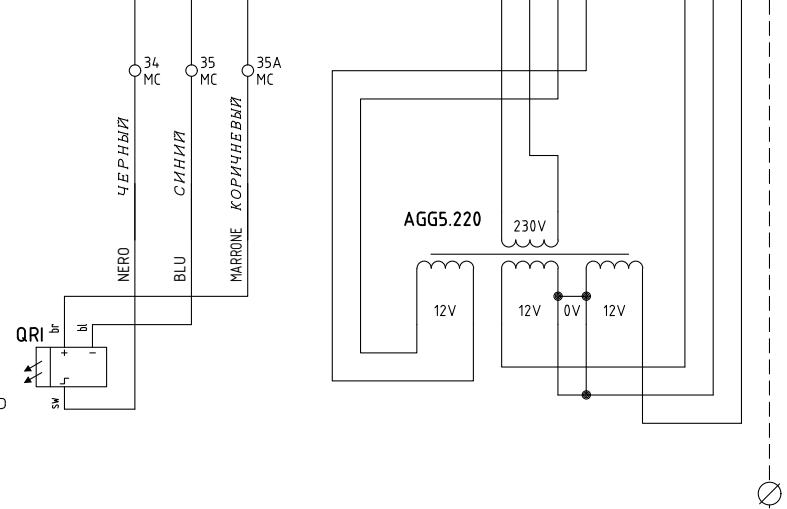 34
MC
35
MC
35A
MC
ЧЕРНЫЙ
СИНИЙ
КОРИЧНЕВЫЙ
NERO
BLU
MARRONE
AGG5.220
230V
12V
12V
0V
12V
QRI
br
bl
+
−
sw